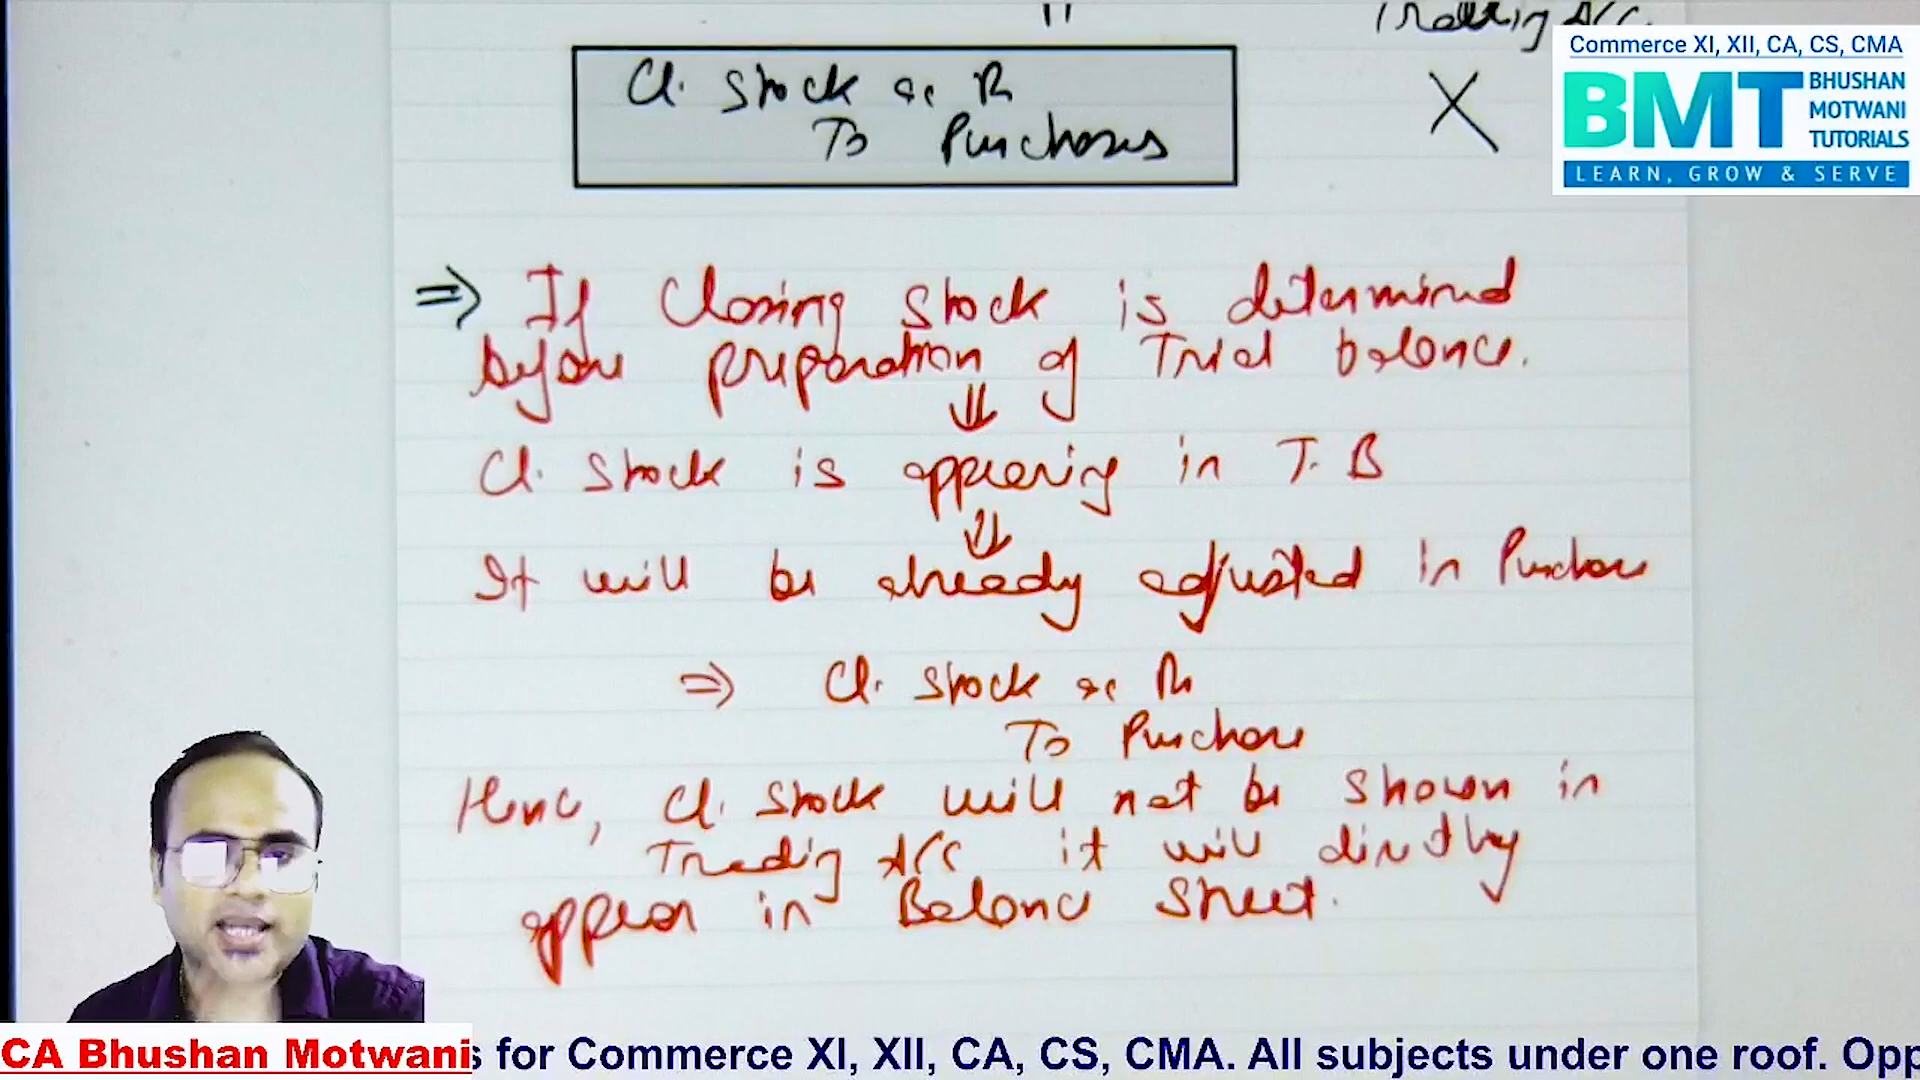 Trading A/C
Cl. Stock ac Dr
To Purchases
X
Commerce XI, XII, CA, CS, CMA
BMT BHUSHAN
MOTWANI
TUTORIALS
LEARN, GROW & SERVE
⇒ If Closing Stock is determined
before preparation of Trial balance.
⇓
Cl. Stock is appearing in T.B
⇓
It will be already adjusted in Purchase
⇒ Cl. Stock ac Dr
To Purchase
Hence, Cl. Stock will not be shown in
Trading A/C it will directly
appear in Balance Sheet.
CA Bhushan Motwani
s for Commerce XI, XII, CA, CS, CMA. All subjects under one roof. Opp